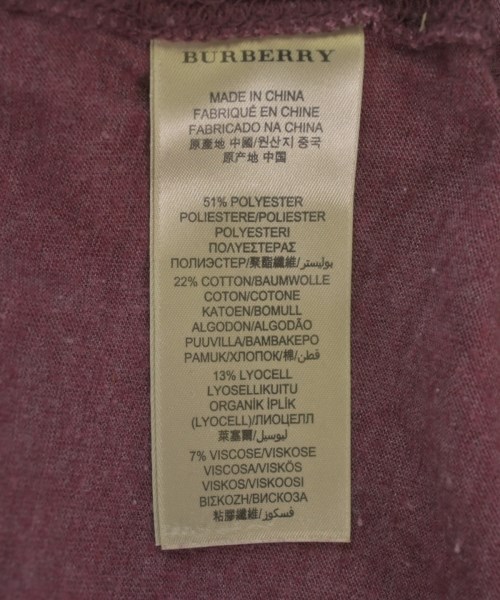 BURBERRY
MADE IN CHINA
FABRIQUÉ EN CHINE
FABRICADO NA CHINA
原產地 中國/원산지 중국
原产地 中国
51% POLYESTER
POLIESTERE/POLIESTER
POLYESTERI
ΠΟΛΥΕΣΤΕΡΑΣ
ПОЛИЭСТЕР/聚酯纖維/بوليستر
22% COTTON/BAUMWOLLE
COTON/COTONE
KATOEN/BOMULL
ALGODON/ALGODÃO
PUUVILLA/ΒΑΜΒΑΚΕΡΟ
PAMUK/ХЛОПОК/棉/قطن
13% LYOCELL
LYOSELLIKUITU
ORGANİK İPLİK
(LYOCELL)/ЛИОЦЕЛЛ
萊塞爾/ليوسيل
7% VISCOSE/VISKOSE
VISCOSA/VISKÓS
VISKOS/VISKOOSI
ΒΙΣΚΟΖΗ/ВИСКОЗА
粘膠纖維/فسكوز